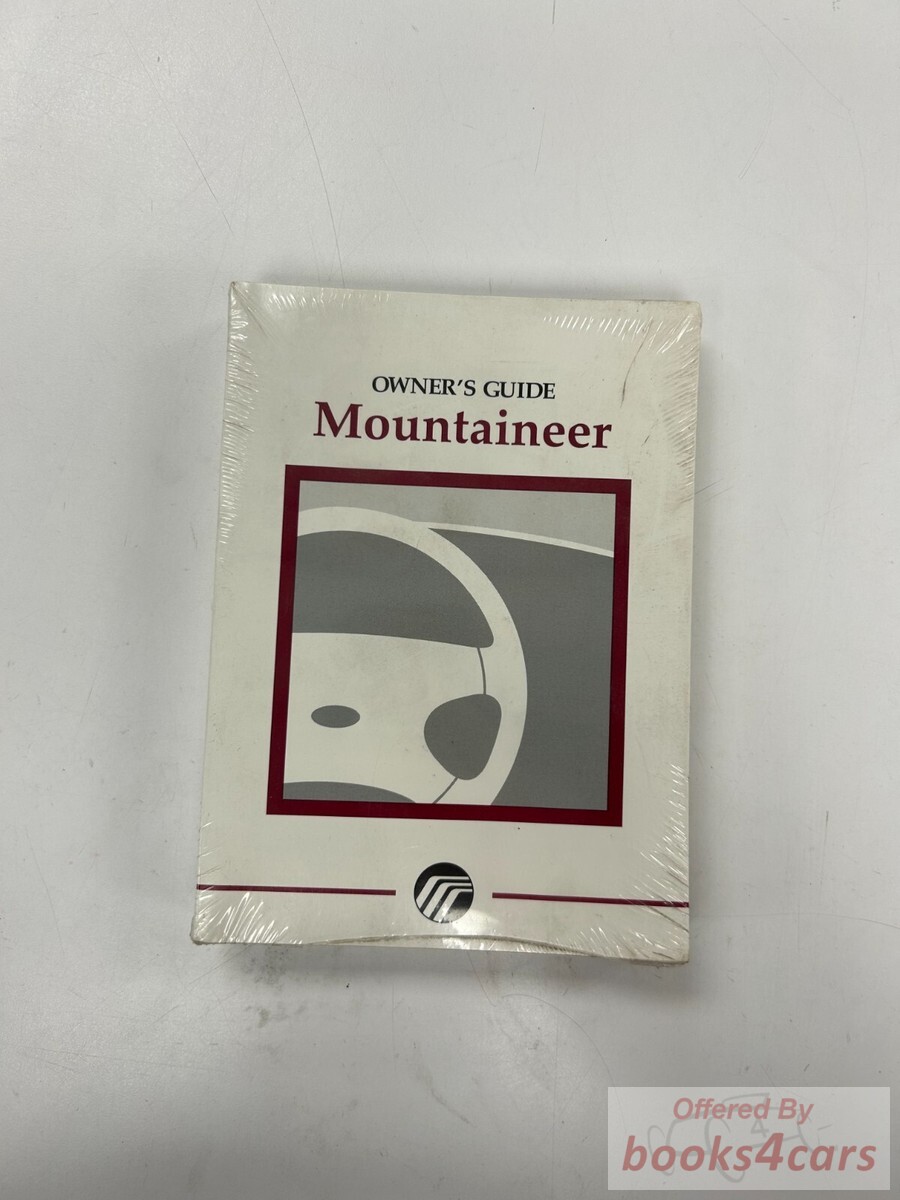 OWNER'S GUIDE
Mountaineer
Offered By
books4cars